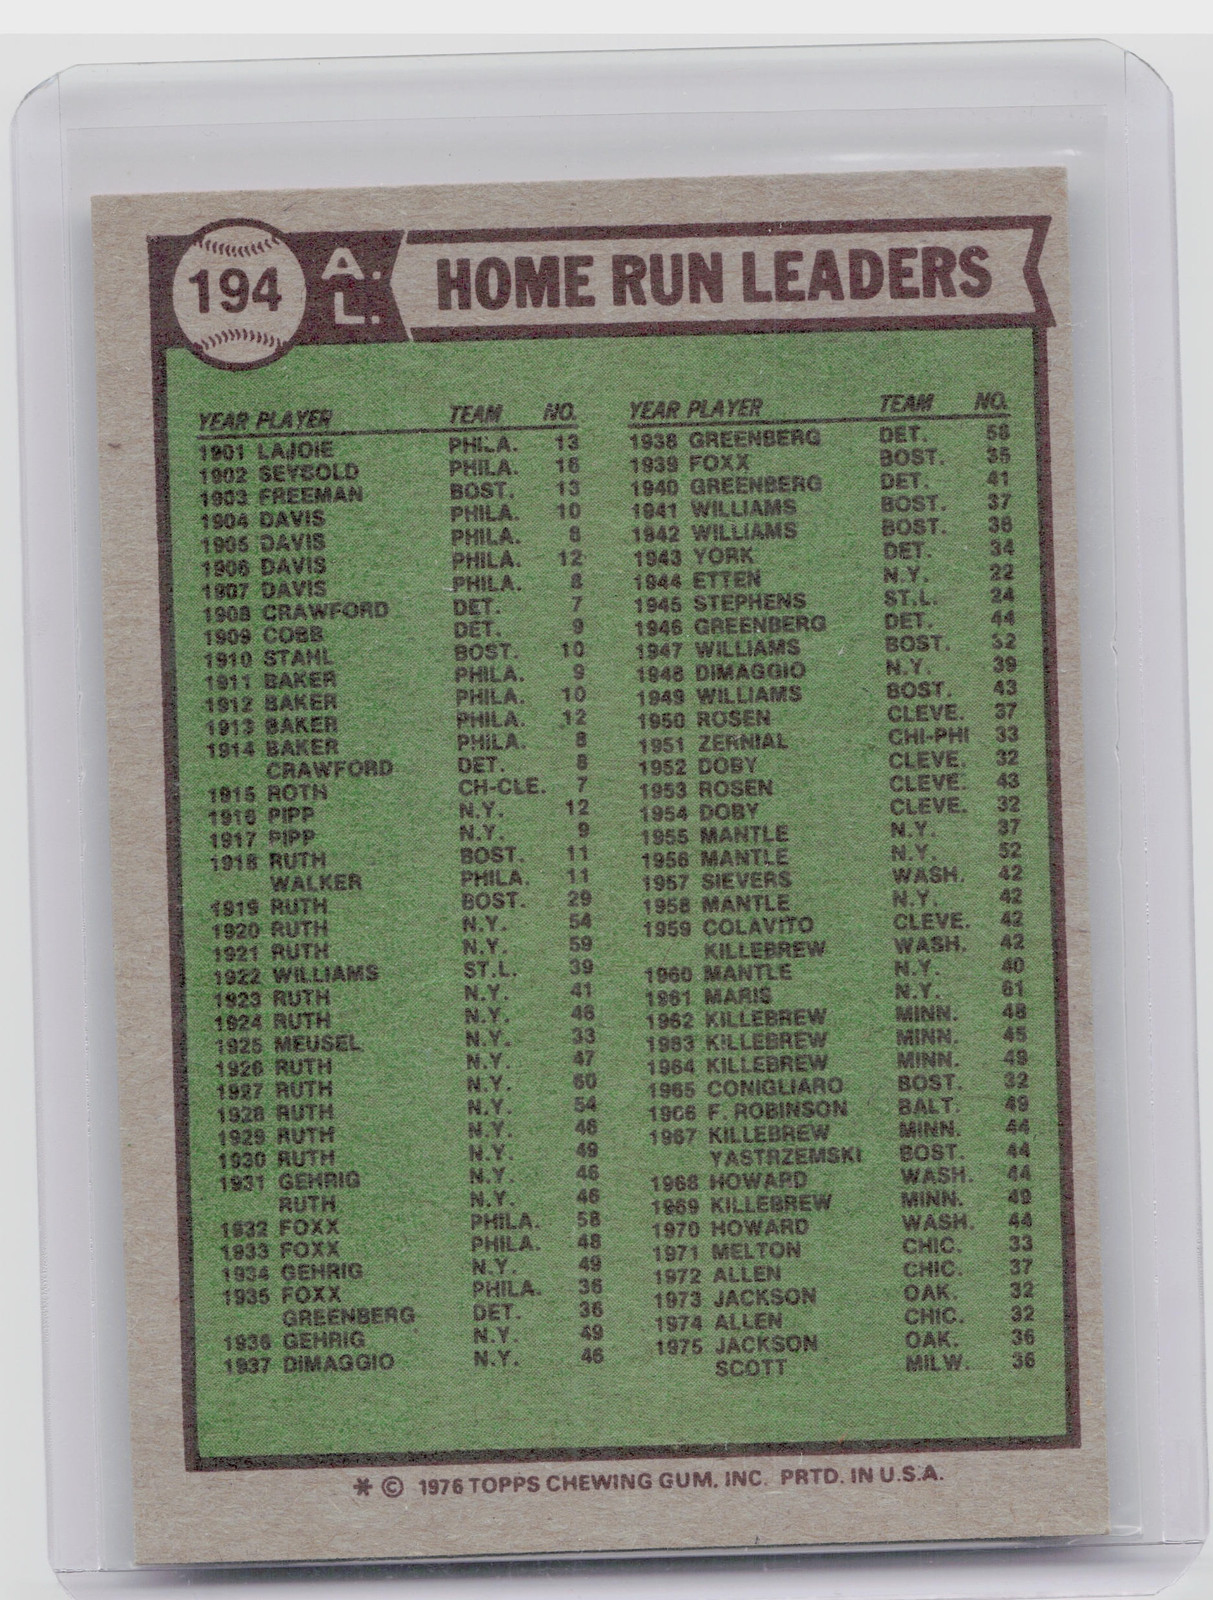 194 A.L. HOME RUN LEADERS
YEAR PLAYER TEAM NO.
1901 LAJOIE PHILA. 13
1902 SEYBOLD PHILA. 16
1903 FREEMAN BOST. 13
1904 DAVIS PHILA. 10
1905 DAVIS PHILA. 8
1906 DAVIS PHILA. 12
1907 DAVIS PHILA. 8
1908 CRAWFORD DET. 7
1909 COBB DET. 9
1910 STAHL BOST. 10
1911 BAKER PHILA. 9
1912 BAKER PHILA. 10
1913 BAKER PHILA. 12
1914 BAKER PHILA. 8
CRAWFORD DET. 8
1915 ROTH CH-CLE. 7
1916 PIPP N.Y. 12
1917 PIPP N.Y. 9
1918 RUTH BOST. 11
WALKER PHILA. 11
1919 RUTH BOST. 29
1920 RUTH N.Y. 54
1921 RUTH N.Y. 59
1922 WILLIAMS ST.L. 39
1923 RUTH N.Y. 41
1924 RUTH N.Y. 46
1925 MEUSEL N.Y. 33
1926 RUTH N.Y. 47
1927 RUTH N.Y. 60
1928 RUTH N.Y. 54
1929 RUTH N.Y. 46
1930 RUTH N.Y. 49
1931 GEHRIG N.Y. 46
RUTH N.Y. 46
1932 FOXX PHILA. 58
1933 FOXX PHILA. 48
1934 GEHRIG N.Y. 49
1935 FOXX PHILA. 36
GREENBERG DET. 36
1936 GEHRIG N.Y. 49
1937 DIMAGGIO N.Y. 46
YEAR PLAYER TEAM NO.
1938 GREENBERG DET. 58
1939 FOXX BOST. 35
1940 GREENBERG DET. 41
1941 WILLIAMS BOST. 37
1942 WILLIAMS BOST. 36
1943 YORK DET. 34
1944 ETTEN N.Y. 22
1945 STEPHENS ST.L. 24
1946 GREENBERG DET. 44
1947 WILLIAMS BOST. 32
1948 DIMAGGIO N.Y. 39
1949 WILLIAMS BOST. 43
1950 ROSEN CLEVE. 37
1951 ZERNIAL CHI-PHI 33
1952 DOBY CLEVE. 32
1953 ROSEN CLEVE. 43
1954 DOBY CLEVE. 32
1955 MANTLE N.Y. 37
1956 MANTLE N.Y. 52
1957 SIEVERS WASH. 42
1958 MANTLE N.Y. 42
1959 COLAVITO CLEVE. 42
KILLEBREW WASH. 42
1960 MANTLE N.Y. 40
1961 MARIS N.Y. 61
1962 KILLEBREW MINN. 48
1963 KILLEBREW MINN. 45
1964 KILLEBREW MINN. 49
1965 CONIGLIARO BOST. 32
1966 F. ROBINSON BALT. 49
1967 KILLEBREW MINN. 44
YASTRZEMSKI BOST. 44
1968 HOWARD WASH. 44
1969 KILLEBREW MINN. 49
1970 HOWARD WASH. 44
1971 MELTON CHIC. 33
1972 ALLEN CHIC. 37
1973 JACKSON OAK. 32
1974 ALLEN CHIC. 32
1975 JACKSON OAK. 36
SCOTT MILW. 36
* © 1976 TOPPS CHEWING GUM, INC. PRTD. IN U.S.A.